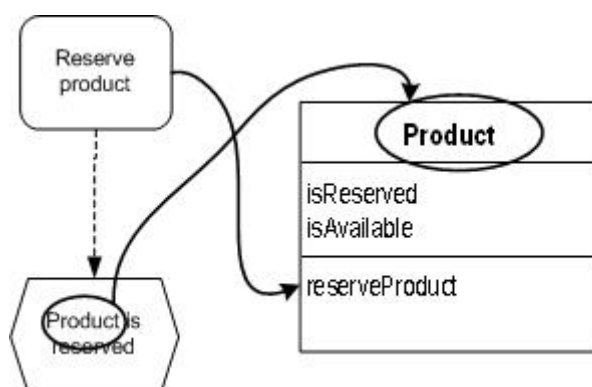 Reserve
product
Product is
reserved
Product
isReserved
isAvailable
reserveProduct